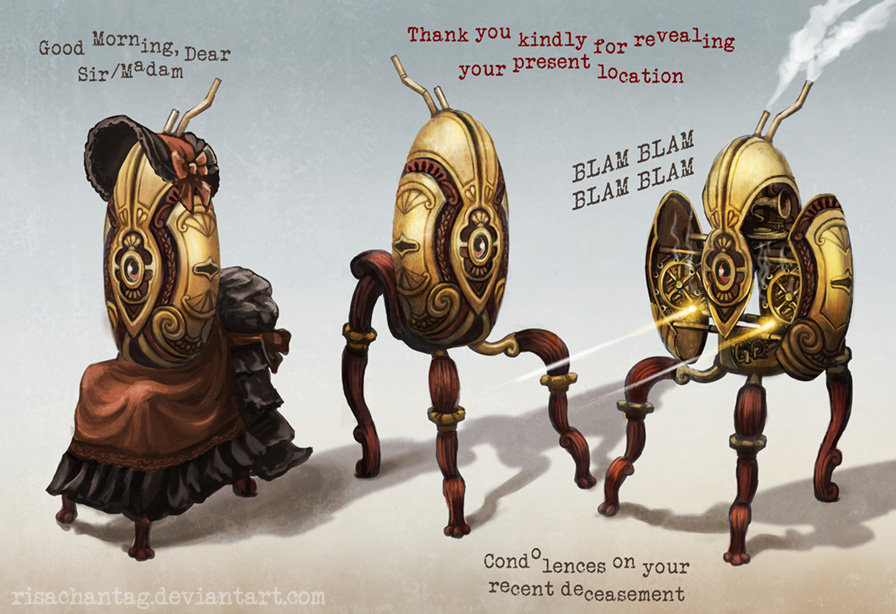 Good Morning, Dear
Sir/Madam
Thank you kindly for revealing
your present location
BLAM BLAM
BLAM BLAM
Condolences on your
recent deceasement
risachantag.deviantart.com